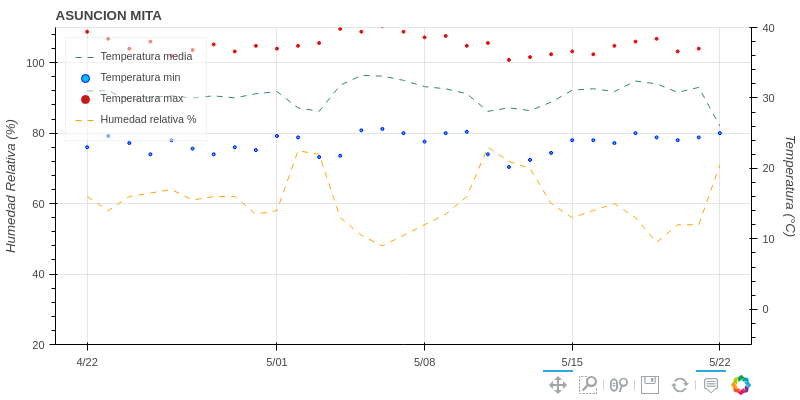 ASUNCION MITA
Temperatura media
Temperatura min
Temperatura max
Humedad relativa %
Humedad Relativa (%)
100
80
60
40
20
Temperatura (°C)
40
30
20
10
0
4/22
5/01
5/08
5/15
5/22